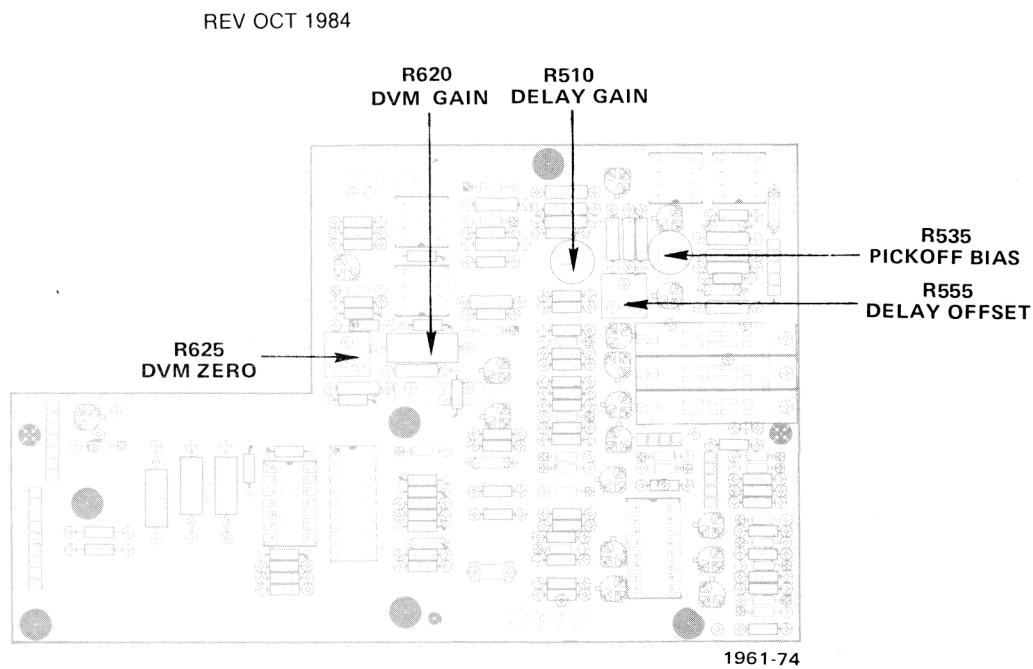 REV OCT 1984
R620
DVM GAIN
R510
DELAY GAIN
R535
PICKOFF BIAS
R555
DELAY OFFSET
R625
DVM ZERO
1961-74